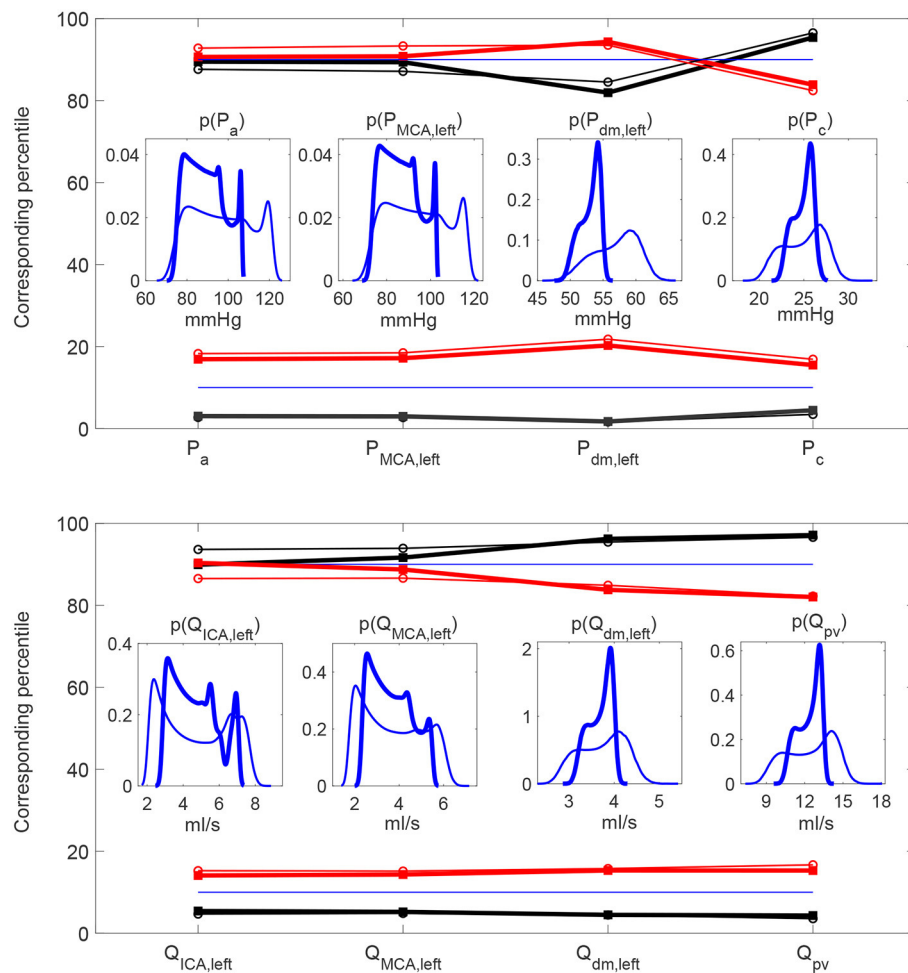 Corresponding percentile
100
80
60
40
20
0
p(P_a)
p(P_MCA,left)
p(P_dm,left)
p(P_c)
0.04
0.02
0
60 80 100 120
mmHg
0.04
0.02
0
60 80 100 120
mmHg
0.3
0.2
0.1
0
45 50 55 60 65
mmHg
0.4
0.2
0
20 25 30
mmHg
P_a
P_MCA,left
P_dm,left
P_c
Corresponding percentile
100
80
60
40
20
0
p(Q_ICA,left)
p(Q_MCA,left)
p(Q_dm,left)
p(Q_pv)
0.4
0.2
0
2 4 6 8
ml/s
0.4
0.2
0
2 4 6
ml/s
2
1
0
3 4 5
ml/s
0.6
0.4
0.2
0
9 12 15 18
ml/s
Q_ICA,left
Q_MCA,left
Q_dm,left
Q_pv